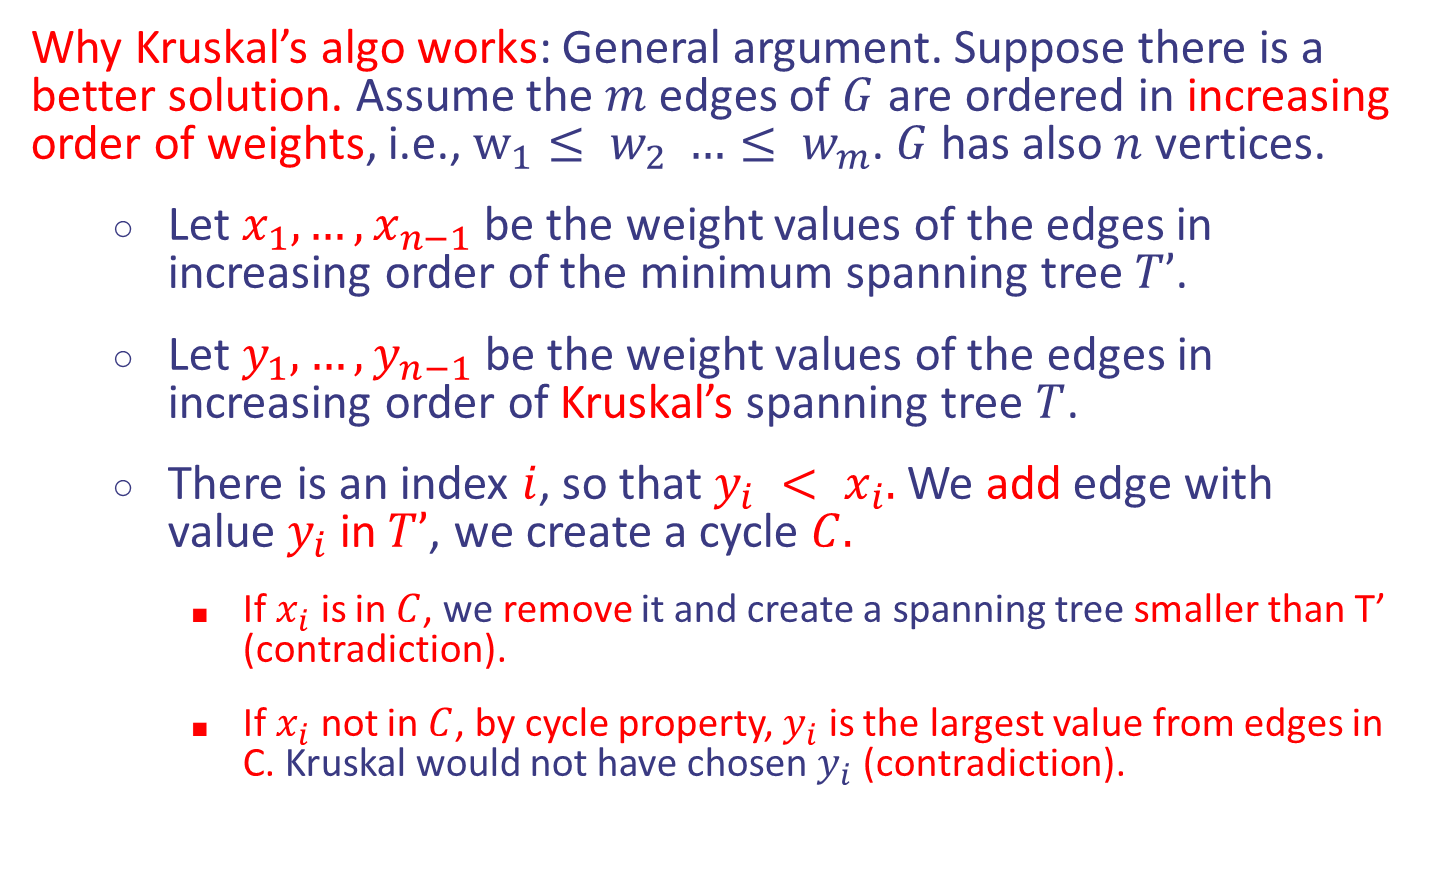 Why Kruskal’s algo works: General argument. Suppose there is a
better solution. Assume the m edges of G are ordered in increasing
order of weights, i.e., w₁ ≤ w₂ … ≤ wₘ. G has also n vertices.
○ Let x₁, … , xₙ₋₁ be the weight values of the edges in
increasing order of the minimum spanning tree T’.
○ Let y₁, … , yₙ₋₁ be the weight values of the edges in
increasing order of Kruskal’s spanning tree T.
○ There is an index i, so that yᵢ < xᵢ. We add edge with
value yᵢ in T’, we create a cycle C.
■ If xᵢ is in C, we remove it and create a spanning tree smaller than T’
(contradiction).
■ If xᵢ not in C, by cycle property, yᵢ is the largest value from edges in
C. Kruskal would not have chosen yᵢ (contradiction).